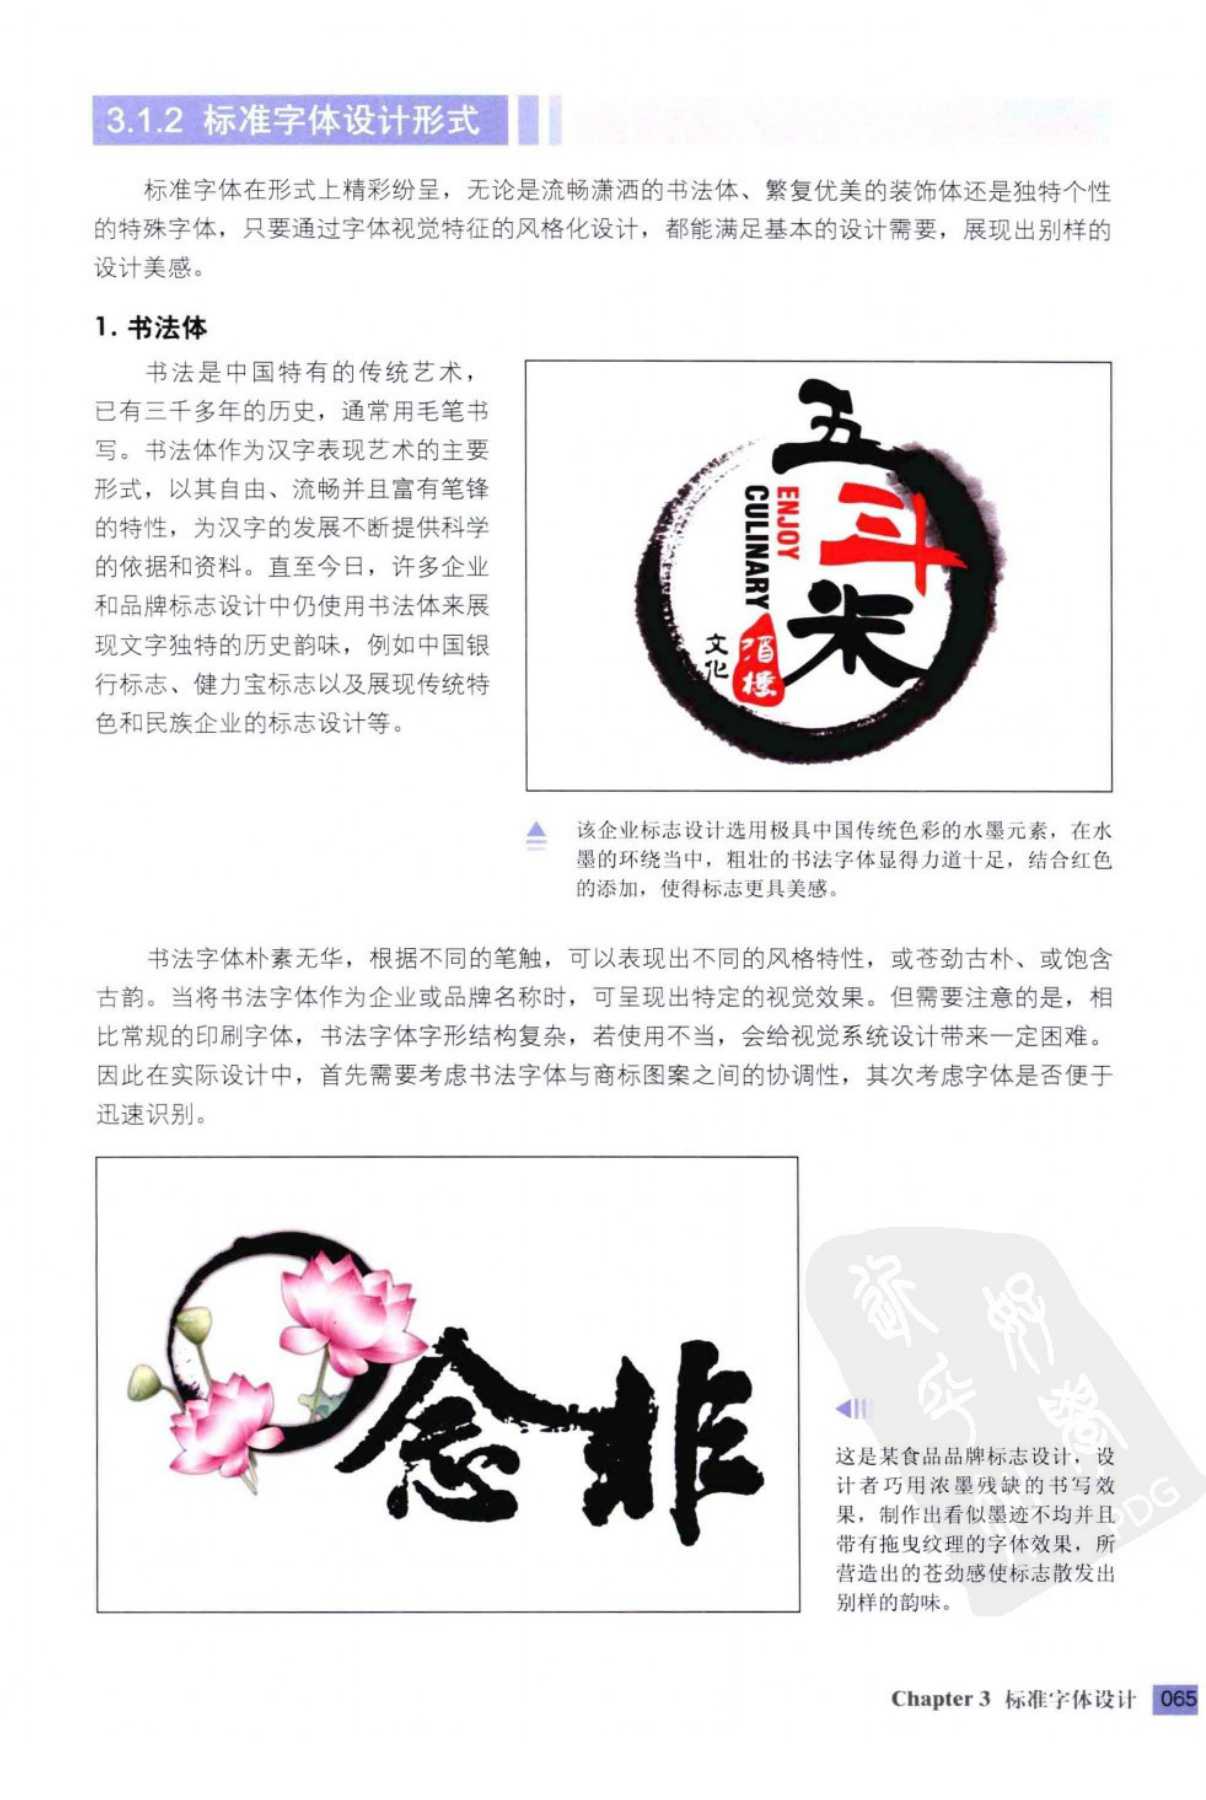 3.1.2 标准字体设计形式
标准字体在形式上精彩纷呈，无论是流畅潇洒的书法体、繁复优美的装饰体还是独特个性
的特殊字体，只要通过字体视觉特征的风格化设计，都能满足基本的设计需要，展现出别样的
设计美感。
1. 书法体
书法是中国特有的传统艺术，
已有三千多年的历史，通常用毛笔书
写。书法体作为汉字表现艺术的主要
形式，以其自由、流畅并且富有笔锋
的特性，为汉字的发展不断提供科学
的依据和资料。直至今日，许多企业
和品牌标志设计中仍使用书法体来展
现文字独特的历史韵味，例如中国银
行标志、健力宝标志以及展现传统特
色和民族企业的标志设计等。
五斗米
ENJOY
CULINARY
酒楼
文化
该企业标志设计选用极具中国传统色彩的水墨元素，在水
墨的环绕当中，粗壮的书法字体显得力道十足，结合红色
的添加，使得标志更具美感。
书法字体朴素无华，根据不同的笔触，可以表现出不同的风格特性，或苍劲古朴、或饱含
古韵。当将书法字体作为企业或品牌名称时，可呈现出特定的视觉效果。但需要注意的是，相
比常规的印刷字体，书法字体字形结构复杂，若使用不当，会给视觉系统设计带来一定困难。
因此在实际设计中，首先需要考虑书法字体与商标图案之间的协调性，其次考虑字体是否便于
迅速识别。
念非
这是某食品品牌标志设计，设
计者巧用浓墨残缺的书写效
果，制作出看似墨迹不均并且
带有拖曳纹理的字体效果，所
营造出的苍劲感使标志散发出
别样的韵味。
PDG
Chapter 3 标准字体设计 065